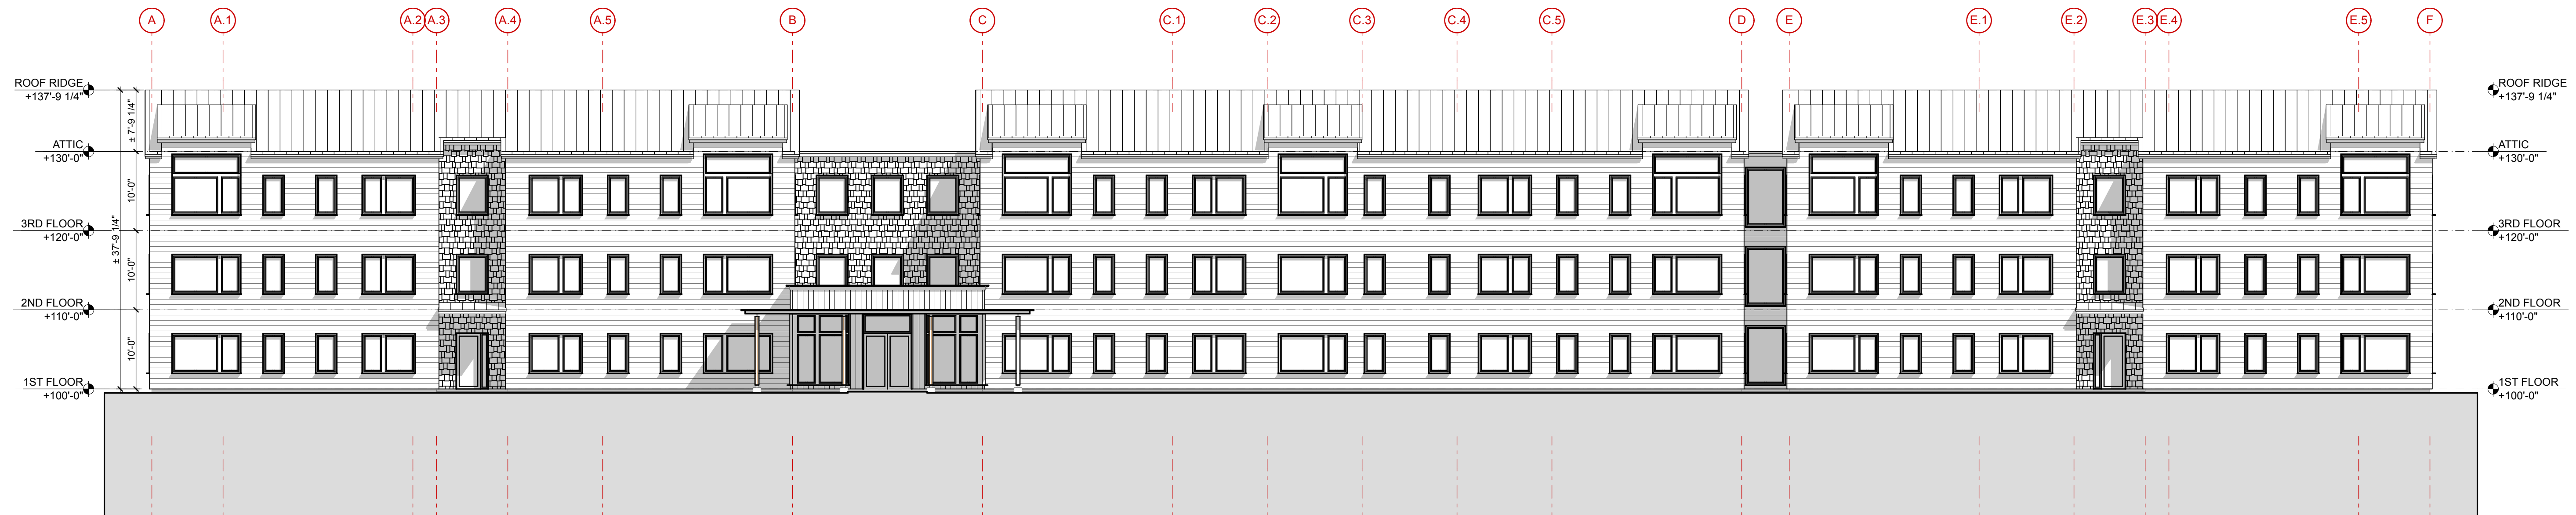 A A.1 A.2 A.3 A.4 A.5 B C C.1 C.2 C.3 C.4 C.5 D E E.1 E.2 E.3 E.4 E.5 F
ROOF RIDGE
+137'-9 1/4"
ATTIC
+130'-0"
3RD FLOOR
+120'-0"
2ND FLOOR
+110'-0"
1ST FLOOR
+100'-0"
± 37'-9 1/4"
± 7'-9 1/4"
10'-0"
10'-0"
10'-0"
ROOF RIDGE
+137'-9 1/4"
ATTIC
+130'-0"
3RD FLOOR
+120'-0"
2ND FLOOR
+110'-0"
1ST FLOOR
+100'-0"